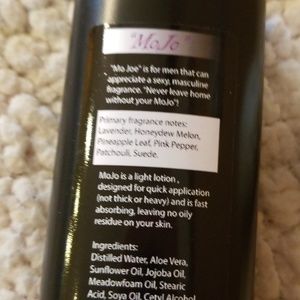 "MoJo"
"Mo Joe" is for men that can
appreciate a sexy, masculine
fragrance. "Never leave home
without your MoJo"!
Primary fragrance notes:
Lavender, Honeydew Melon,
Pineapple Leaf, Pink Pepper,
Patchouli, Suede.
MoJo is a light lotion ,
designed for quick application
(not thick or heavy) and is fast
absorbing, leaving no oily
residue on your skin.
Ingredients:
Distilled Water, Aloe Vera,
Sunflower Oil, Jojoba Oil,
Meadowfoam Oil, Stearic
Acid, Soya Oil, Cetyl Alcohol